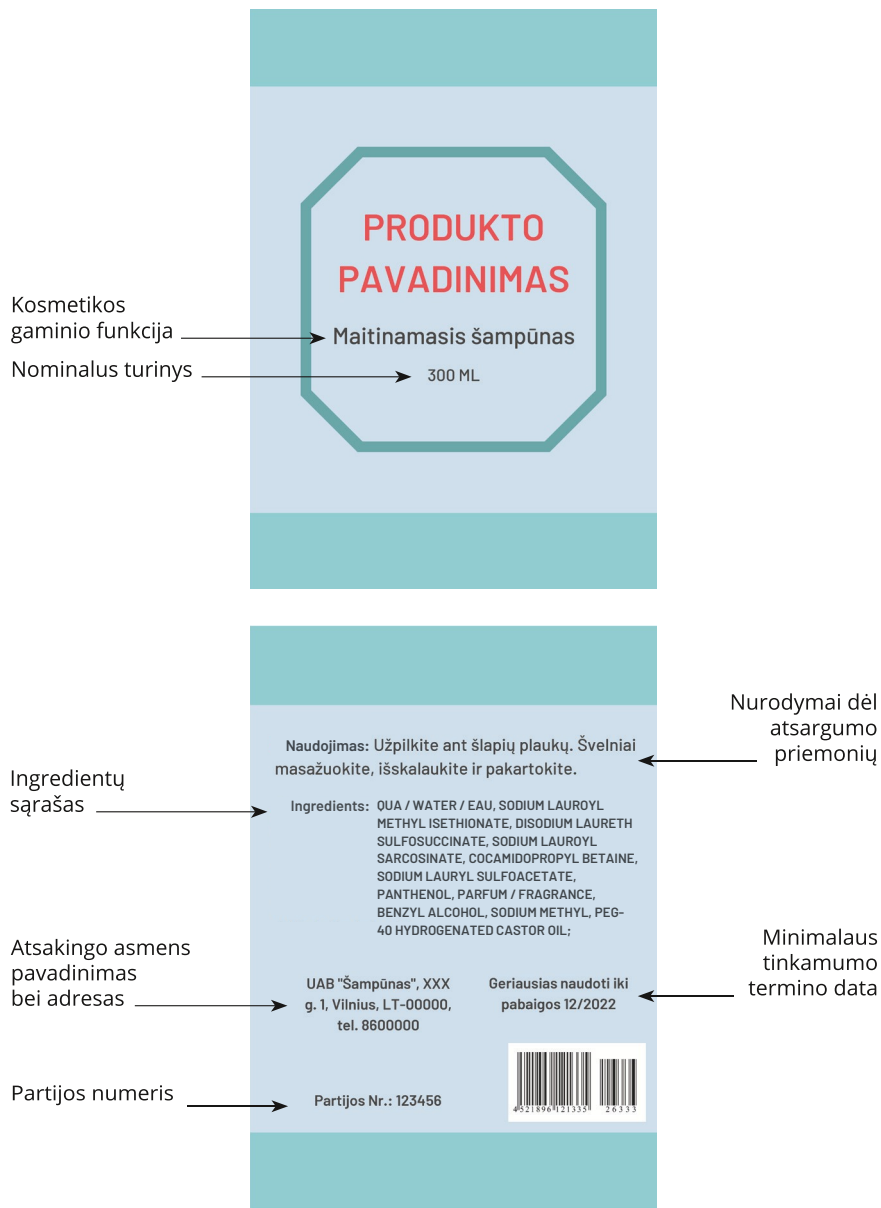 PRODUKTO
PAVADINIMAS
Kosmetikos
gaminio funkcija
Maitinamasis šampūnas
Nominalus turinys
300 ML
Nurodymai dėl
atsargumo
priemonių
Naudojimas: Užpilkite ant šlapių plaukų. Švelniai
masažuokite, išskalaukite ir pakartokite.
Ingredientų
sąrašas
Ingredients: QUA / WATER / EAU, SODIUM LAUROYL
METHYL ISETHIONATE, DISODIUM LAURETH
SULFOSUCCINATE, SODIUM LAUROYL
SARCOSINATE, COCAMIDOPROPYL BETAINE,
SODIUM LAURYL SULFOACETATE,
PANTHENOL, PARFUM / FRAGRANCE,
BENZYL ALCOHOL, SODIUM METHYL, PEG-
40 HYDROGENATED CASTOR OIL;
Atsakingo asmens
pavadinimas
bei adresas
UAB "Šampūnas", XXX
g. 1, Vilnius, LT-00000,
tel. 8600000
Geriausias naudoti iki
pabaigos 12/2022
Minimalaus
tinkamumo
termino data
Partijos numeris
Partijos Nr.: 123456
4 521896 121335 26333